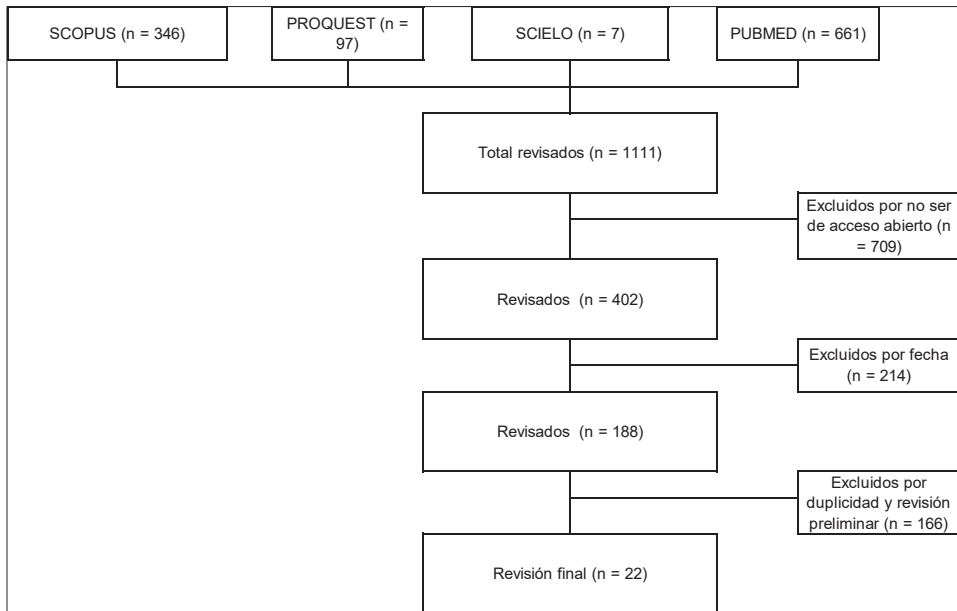 SCOPUS (n = 346)
PROQUEST (n =
97)
SCIELO (n = 7)
PUBMED (n = 661)
Total revisados (n = 1111)
Excluidos por no ser
de acceso abierto (n
= 709)
Revisados  (n = 402)
Excluidos por fecha
(n = 214)
Revisados  (n = 188)
Excluidos por
duplicidad y revisión
preliminar (n = 166)
Revisión final (n = 22)